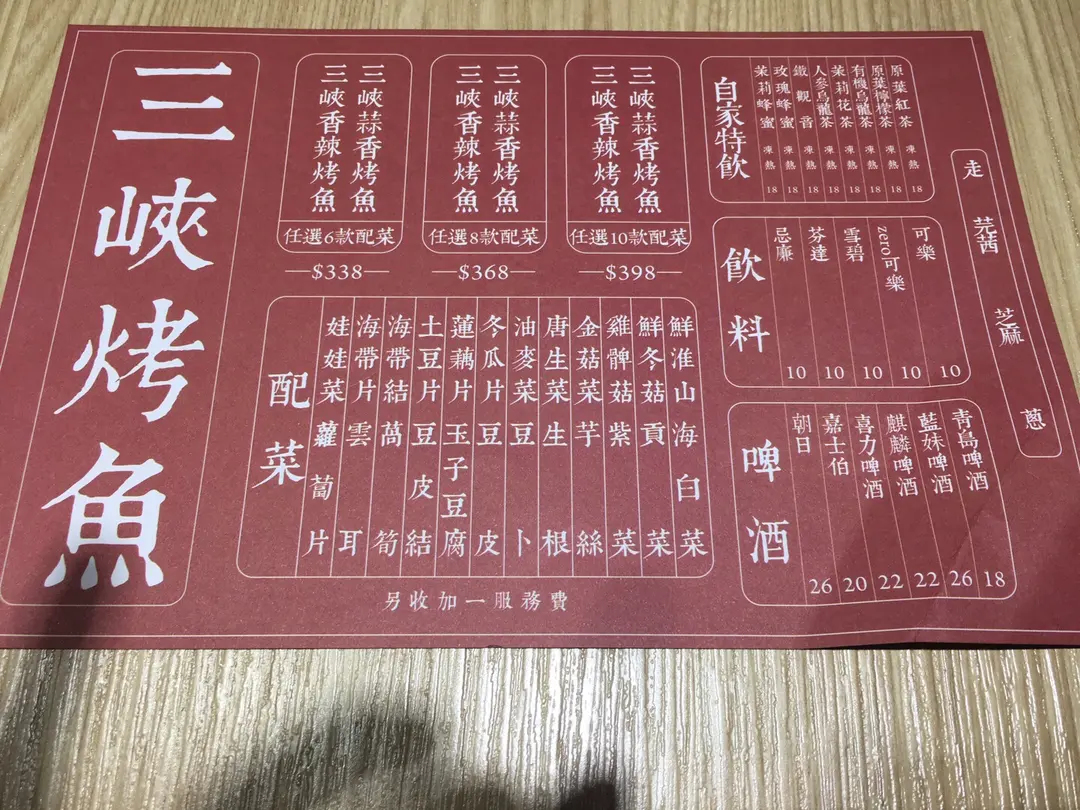 三峽烤魚
三峽香辣烤魚
三峽蒜香烤魚
任選6款配菜
$338
三峽香辣烤魚
三峽蒜香烤魚
任選8款配菜
$368
三峽香辣烤魚
三峽蒜香烤魚
任選10款配菜
$398
配菜
娃娃菜 蘿蔔片
海帶片 雲耳
海帶結 萵筍
土豆片 豆皮結
蓮藕片 玉子豆腐
冬瓜片 豆皮
油麥菜 豆卜
唐生菜 生根
金菇菜 芋絲
雞髀菇 紫菜
鮮冬菇 貢菜
鮮淮山 海白菜
另收加一服務費
自家特飲
茉莉蜂蜜 凍熱 18
玫瑰蜂蜜 凍熱 18
鐵觀音 凍熱 18
人參烏龍茶 凍熱 18
茉莉花茶 凍熱 18
有機烏龍茶 凍熱 18
原葉檸檬茶 凍熱 18
原葉紅茶 凍熱 18
飲料
忌廉 10
芬達 10
雪碧 10
zero可樂 10
可樂 10
啤酒
朝日 26
嘉士伯 20
喜力啤酒 22
麒麟啤酒 22
藍妹啤酒 26
青島啤酒 18
走 芫茜 芝麻 蔥